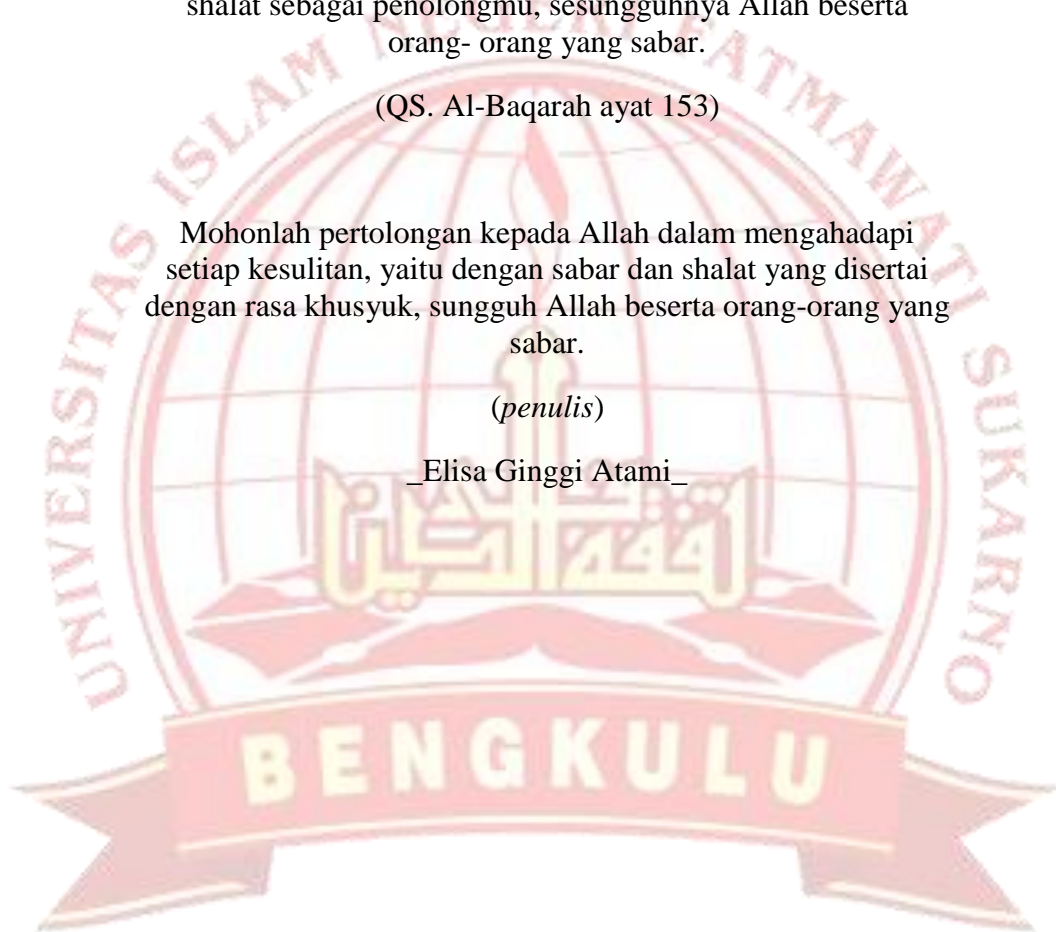 shalat sebagai penolongmu, sesungguhnya Allah beserta
orang- orang yang sabar.
(QS. Al-Baqarah ayat 153)
Mohonlah pertolongan kepada Allah dalam mengahadapi
setiap kesulitan, yaitu dengan sabar dan shalat yang disertai
dengan rasa khusyuk, sungguh Allah beserta orang-orang yang
sabar.
(penulis)
_Elisa Ginggi Atami_
UNIVERSITAS ISLAM NEGERI FATMAWATI SUKARNO
BENGKULU